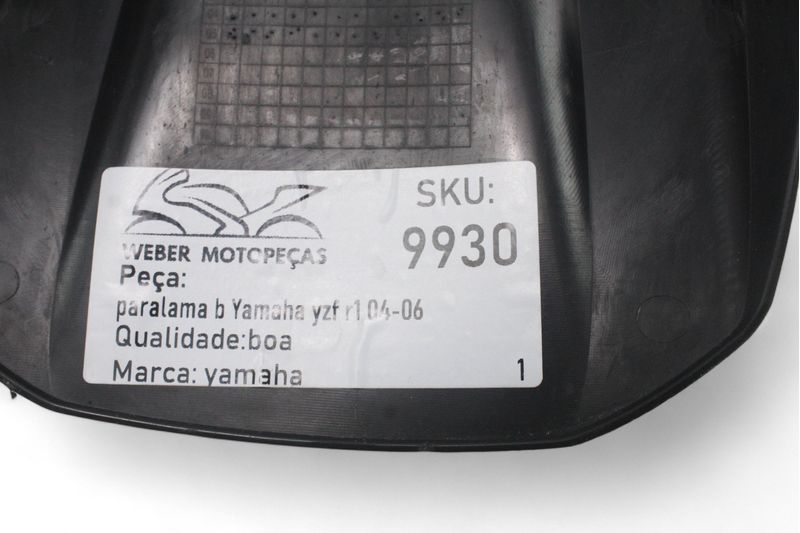 SKU:
9930
WEBER MOTOPEÇAS
Peça:
paralama b Yamaha yzf r1 04-06
Qualidade:boa
Marca: yamaha
1